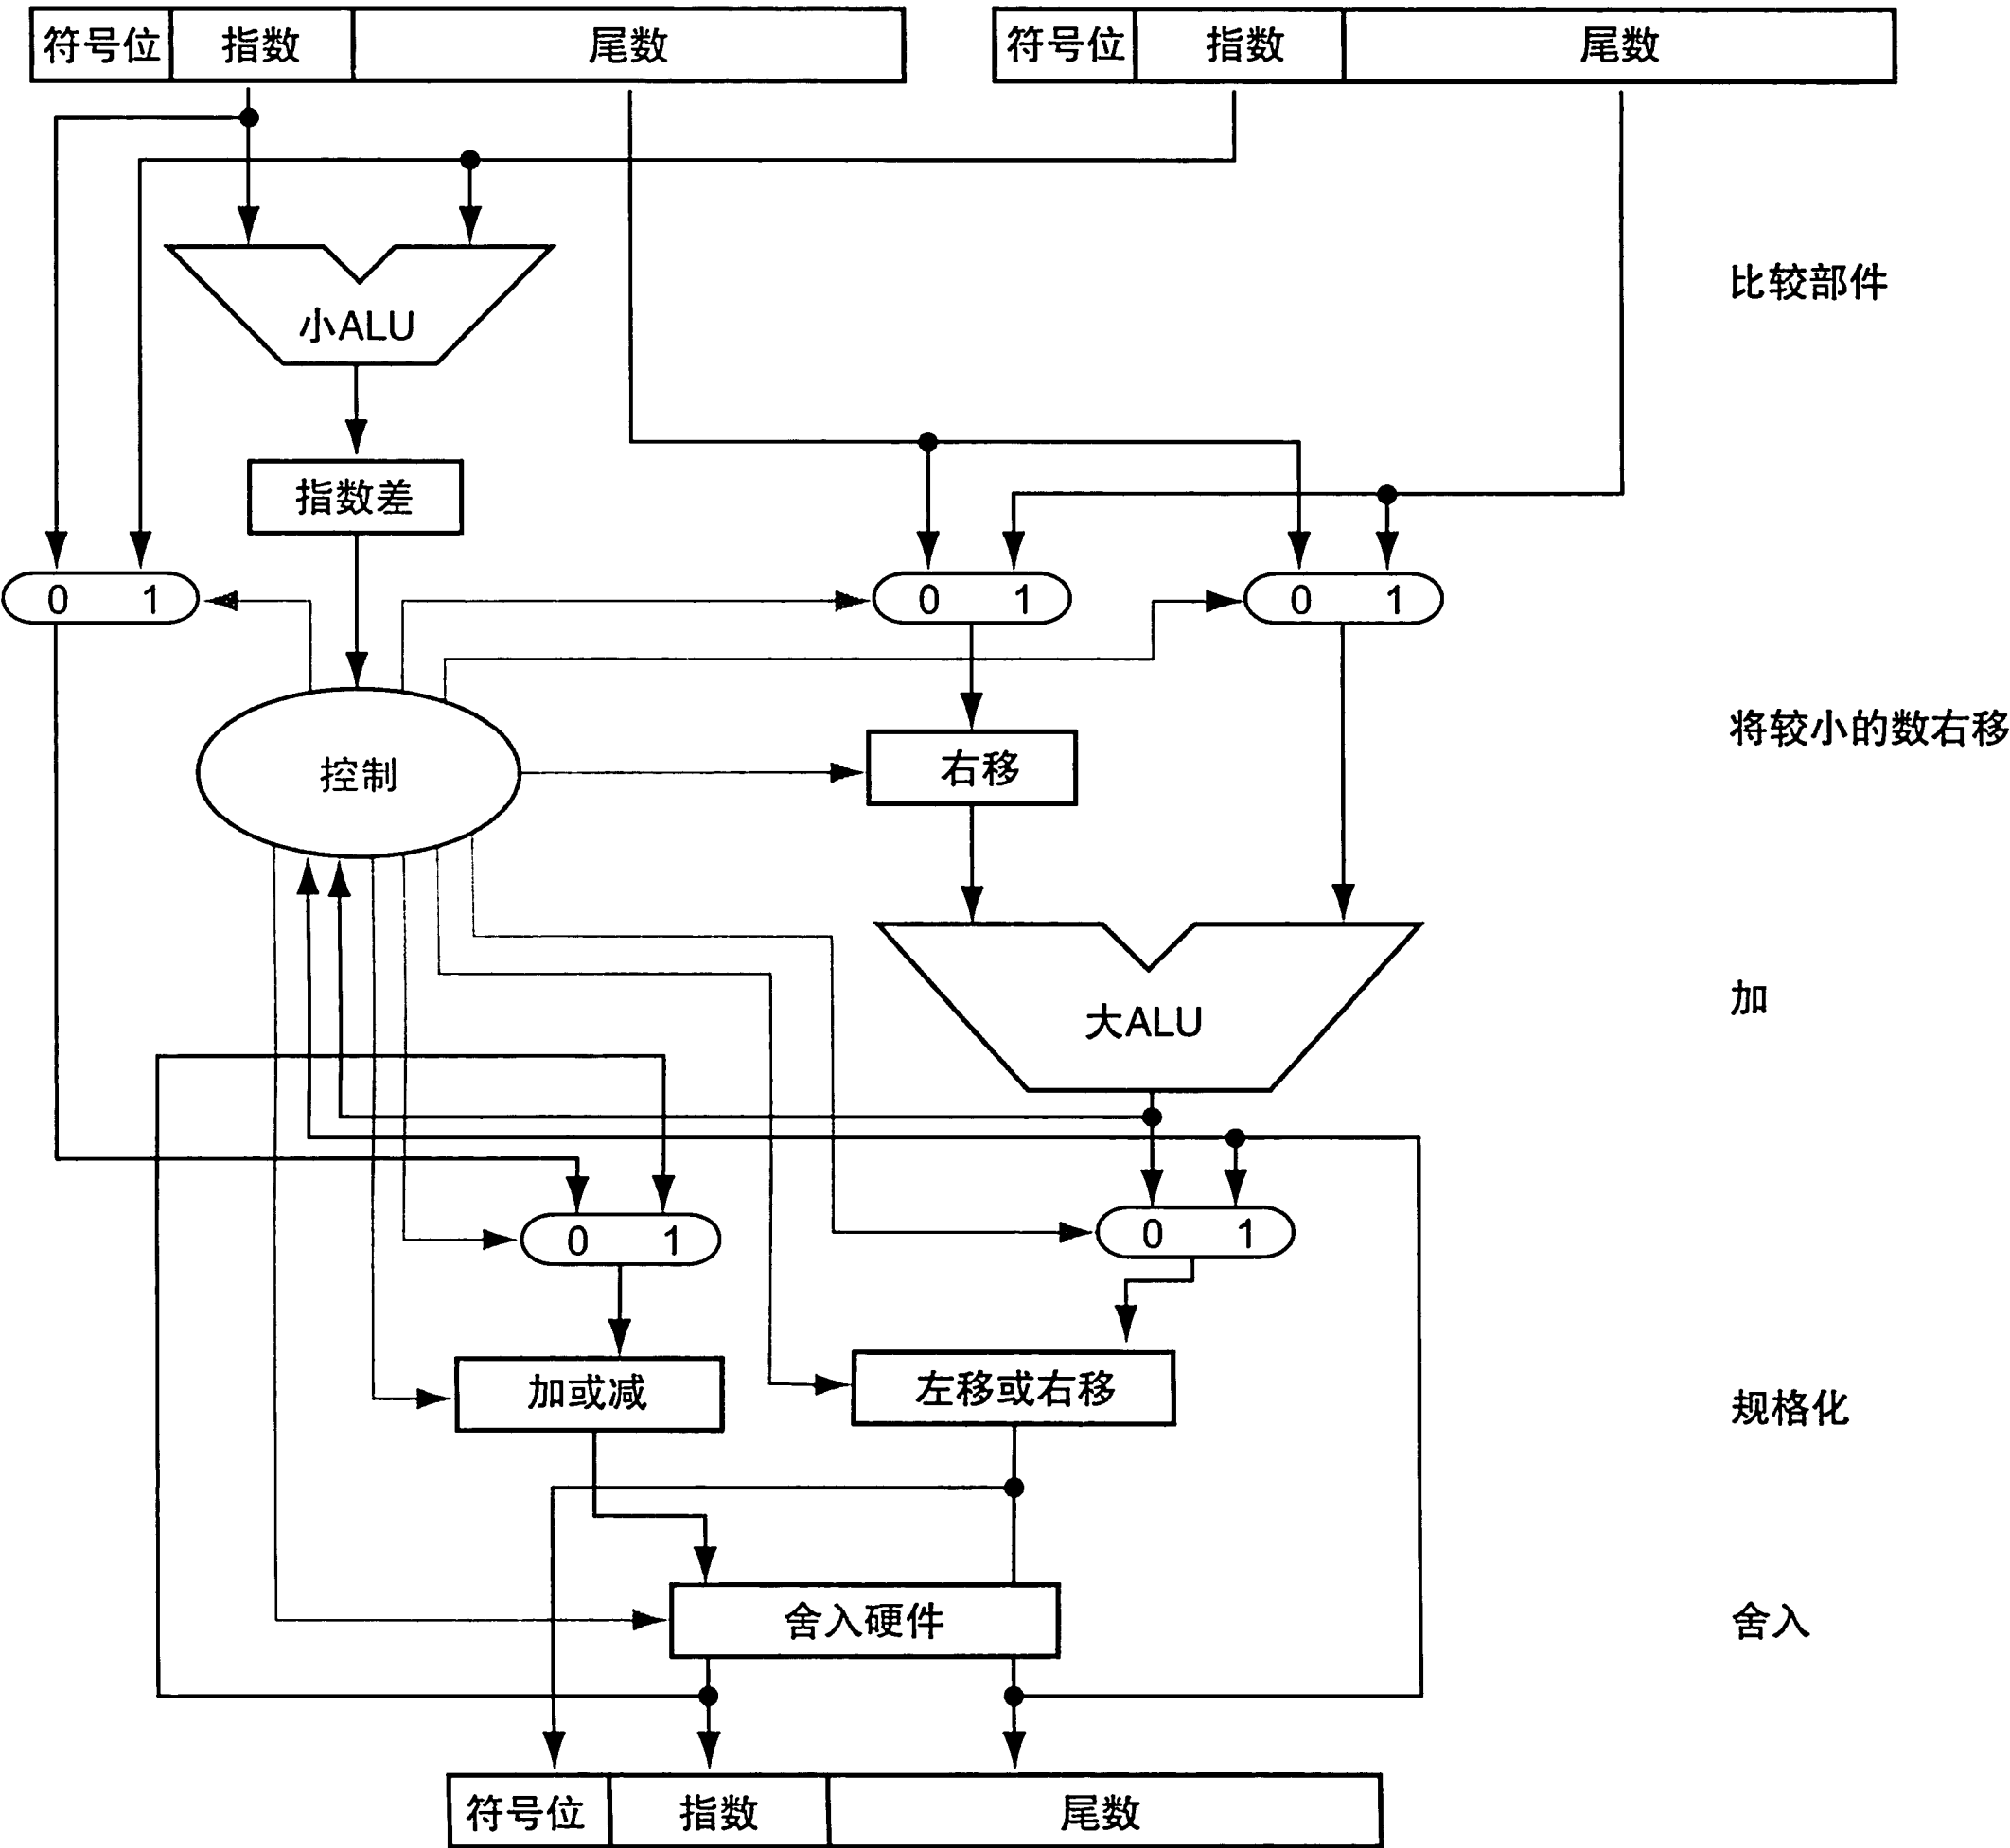 符号位 指数 尾数 符号位 指数 尾数
小ALU
比较部件
指数差
0 1 0 1 0 1
控制
右移
将较小的数右移
大ALU
加
0 1 0 1
加或减
左移或右移
规格化
舍入硬件
舍入
符号位 指数 尾数